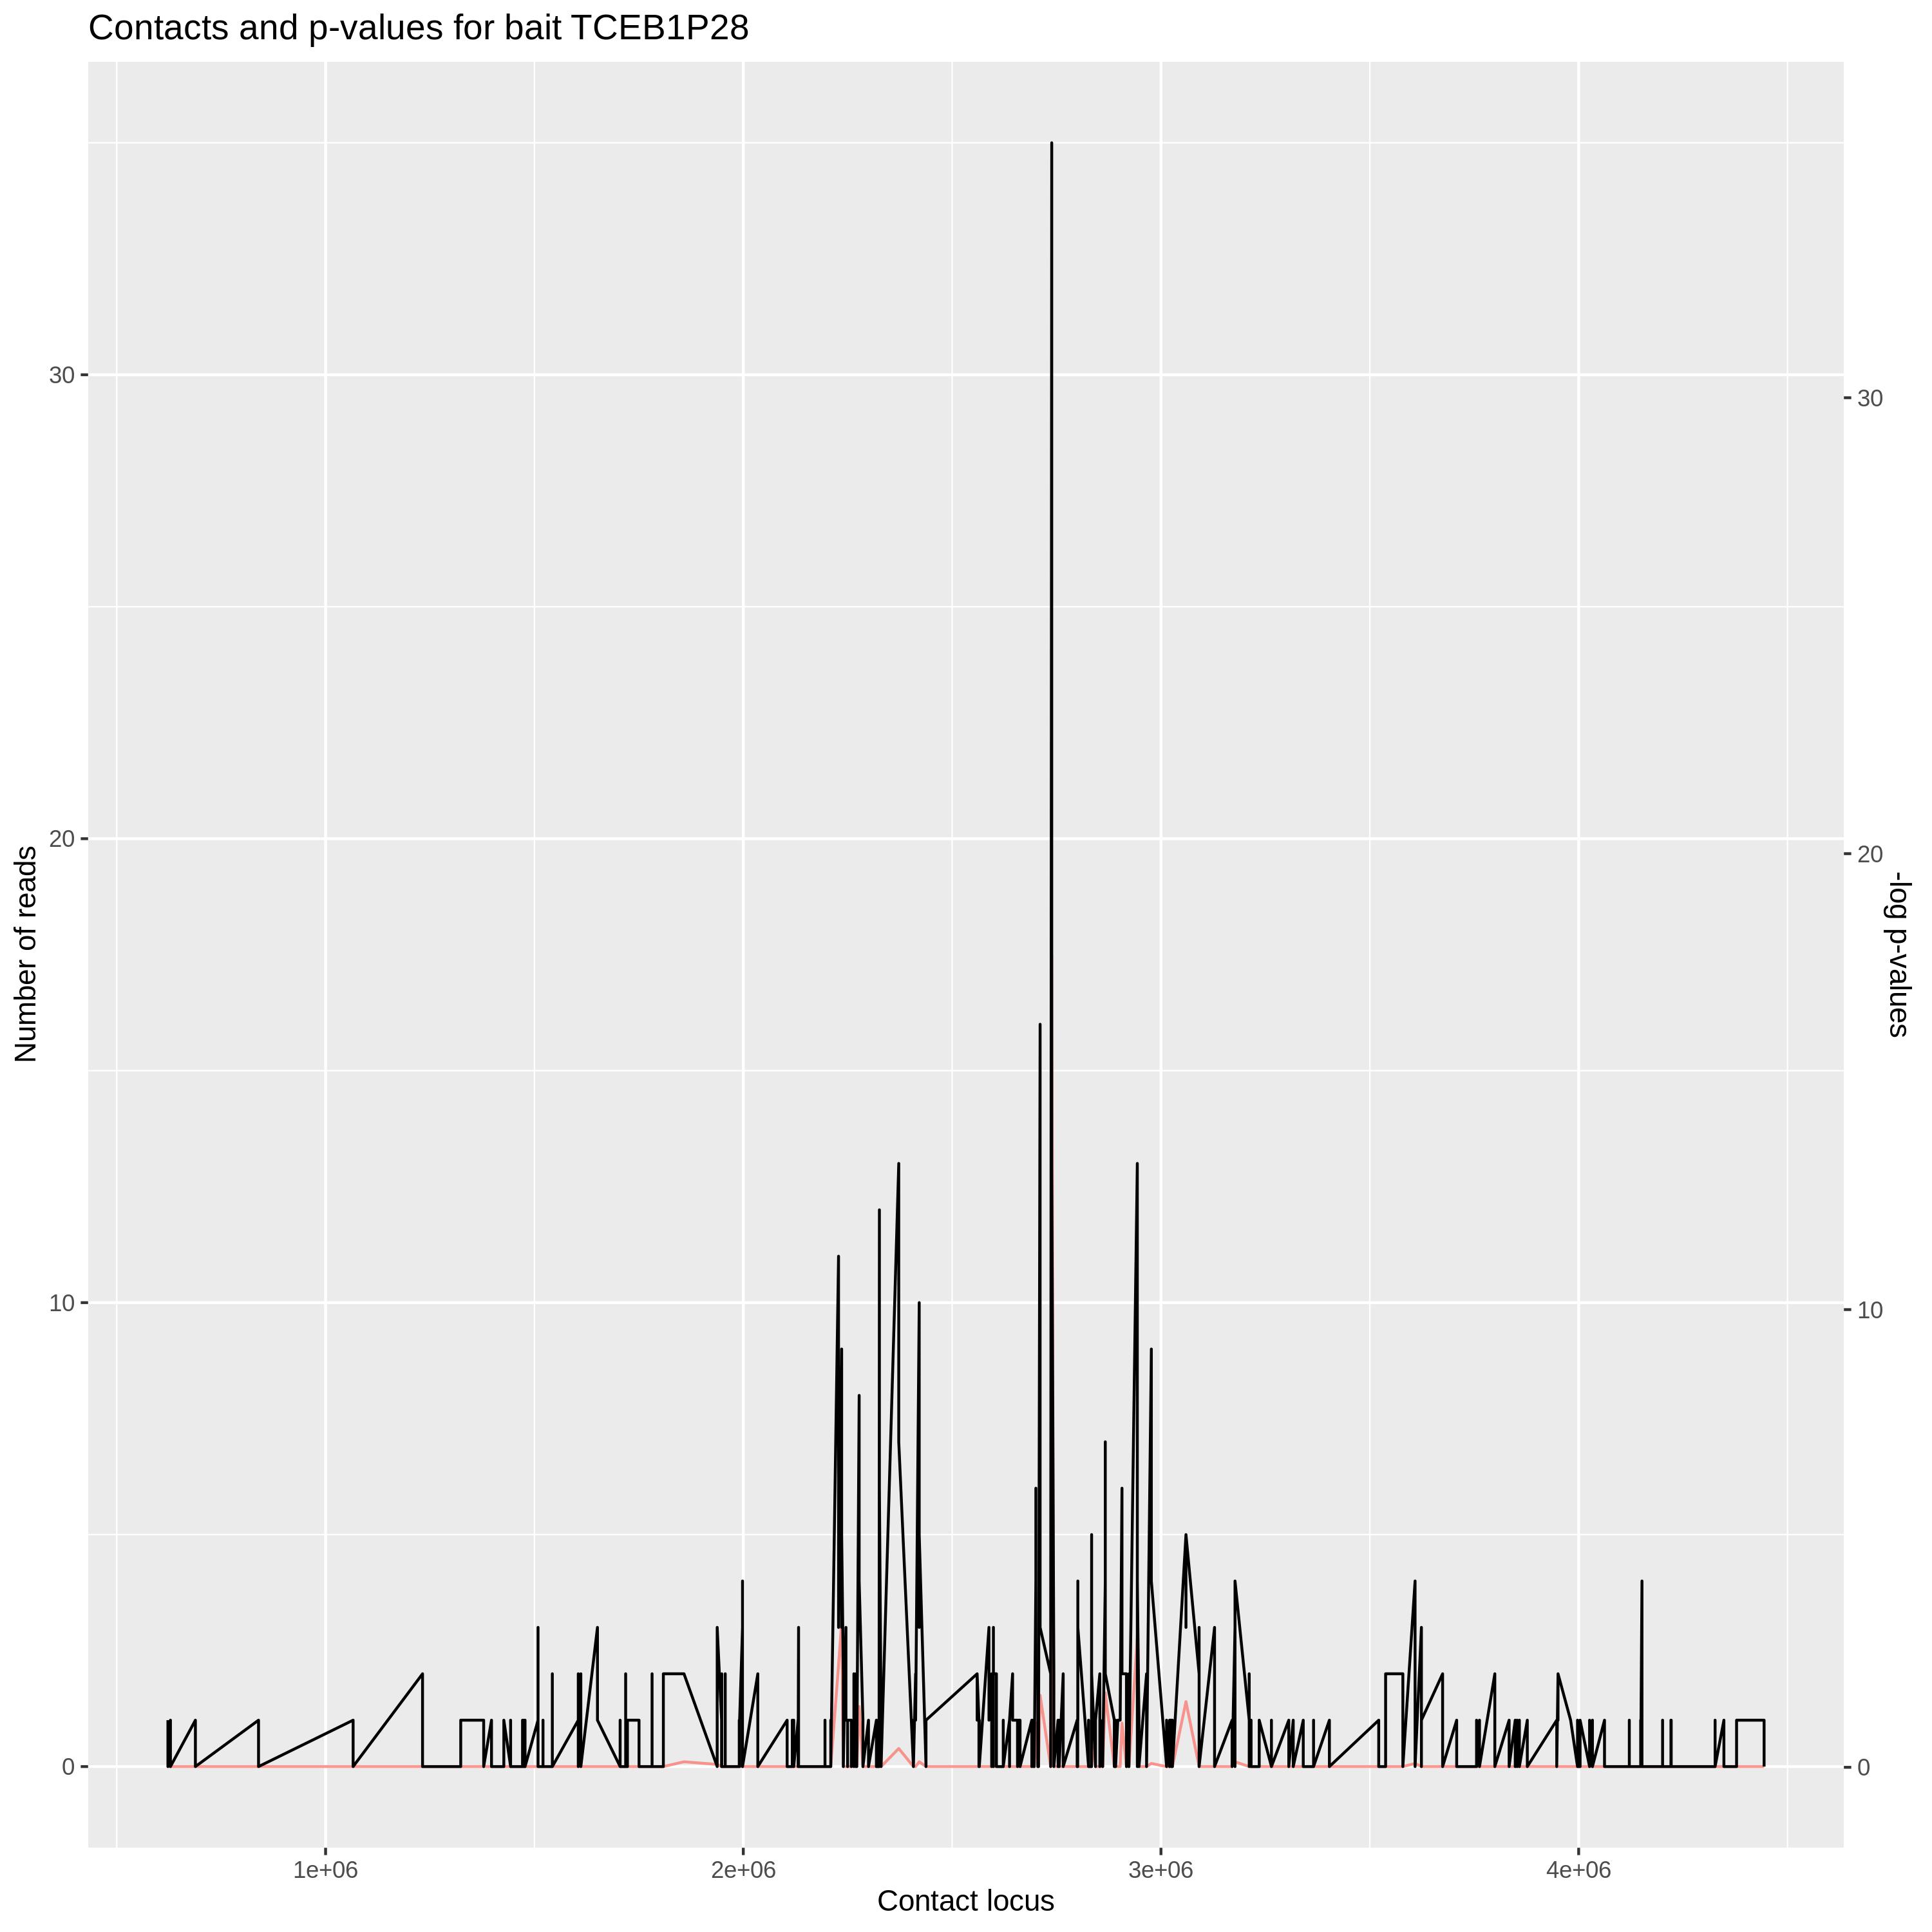 Contacts and p-values for bait TCEB1P28
30
20
10
0
Number of reads
30
20
10
0
-log p-values
1e+06
2e+06
3e+06
4e+06
Contact locus